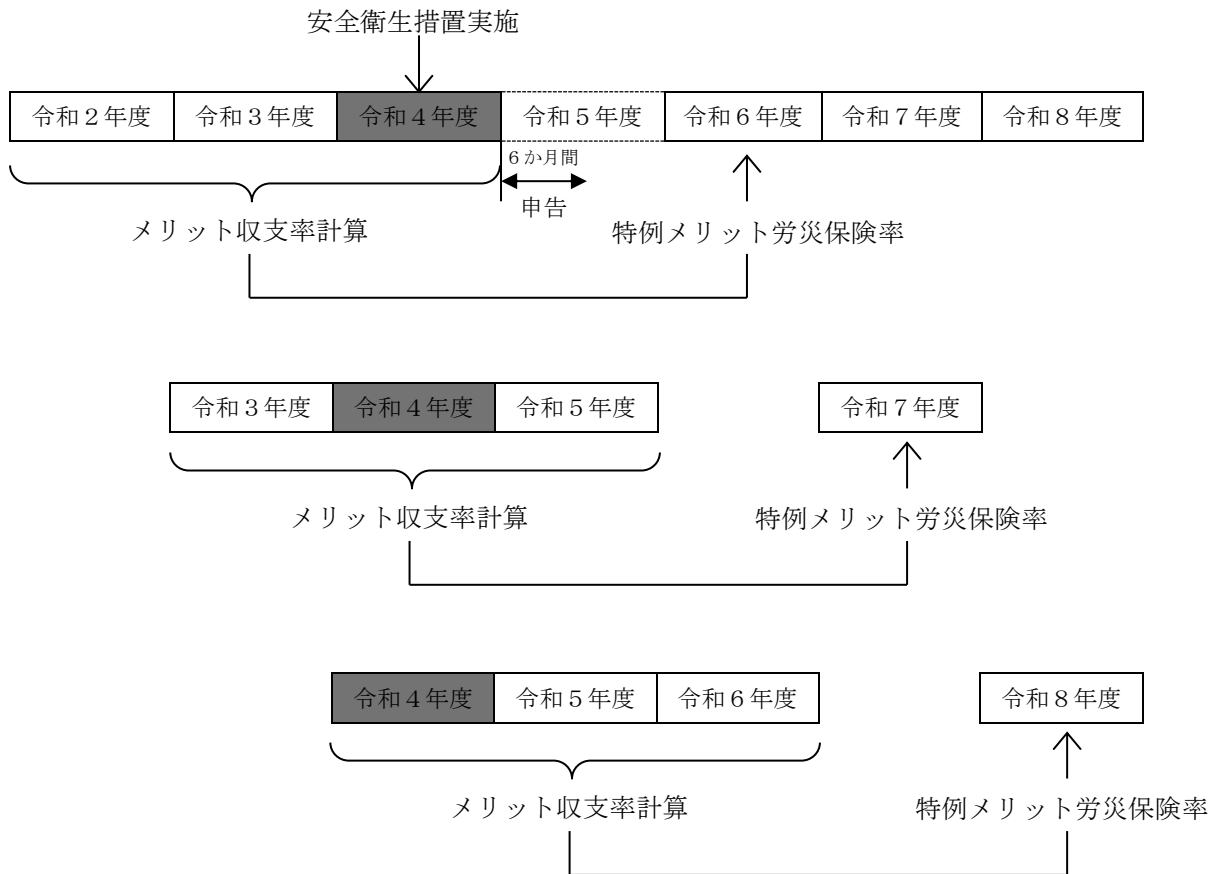 安全衛生措置実施
令和2年度 令和3年度 令和4年度 令和5年度 令和6年度 令和7年度 令和8年度
6か月間
申告
メリット収支率計算 特例メリット労災保険率
令和3年度 令和4年度 令和5年度 令和7年度
メリット収支率計算 特例メリット労災保険率
令和4年度 令和5年度 令和6年度 令和8年度
メリット収支率計算 特例メリット労災保険率